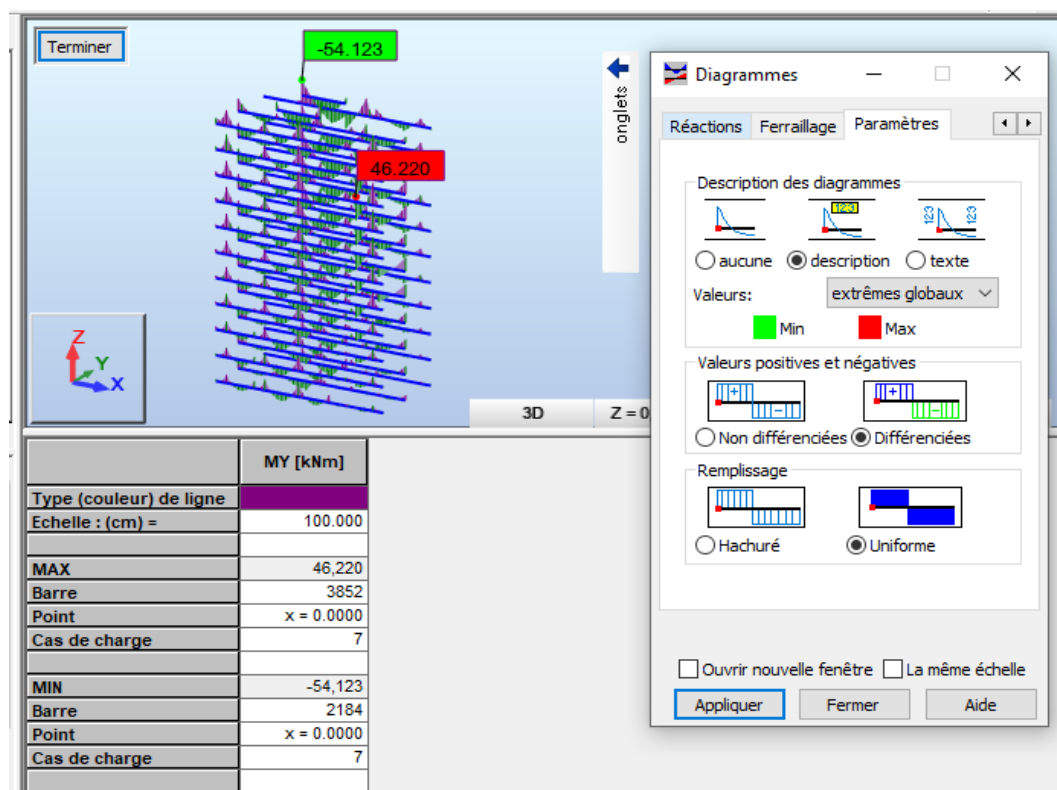 Terminer
-54.123
46.220
onglets
Z
Y
X
3D
Z = 0
MY [kNm]
Type (couleur) de ligne
Echelle : (cm) = 100.000
MAX 46,220
Barre 3852
Point x = 0.0000
Cas de charge 7
MIN -54,123
Barre 2184
Point x = 0.0000
Cas de charge 7
Diagrammes
Réactions Ferraillage Paramètres
Description des diagrammes
123 123 123
aucune description texte
Valeurs: extrêmes globaux
Min Max
Valeurs positives et négatives
Non différenciées Différenciées
Remplissage
Hachuré Uniforme
Ouvrir nouvelle fenêtre La même échelle
Appliquer Fermer Aide